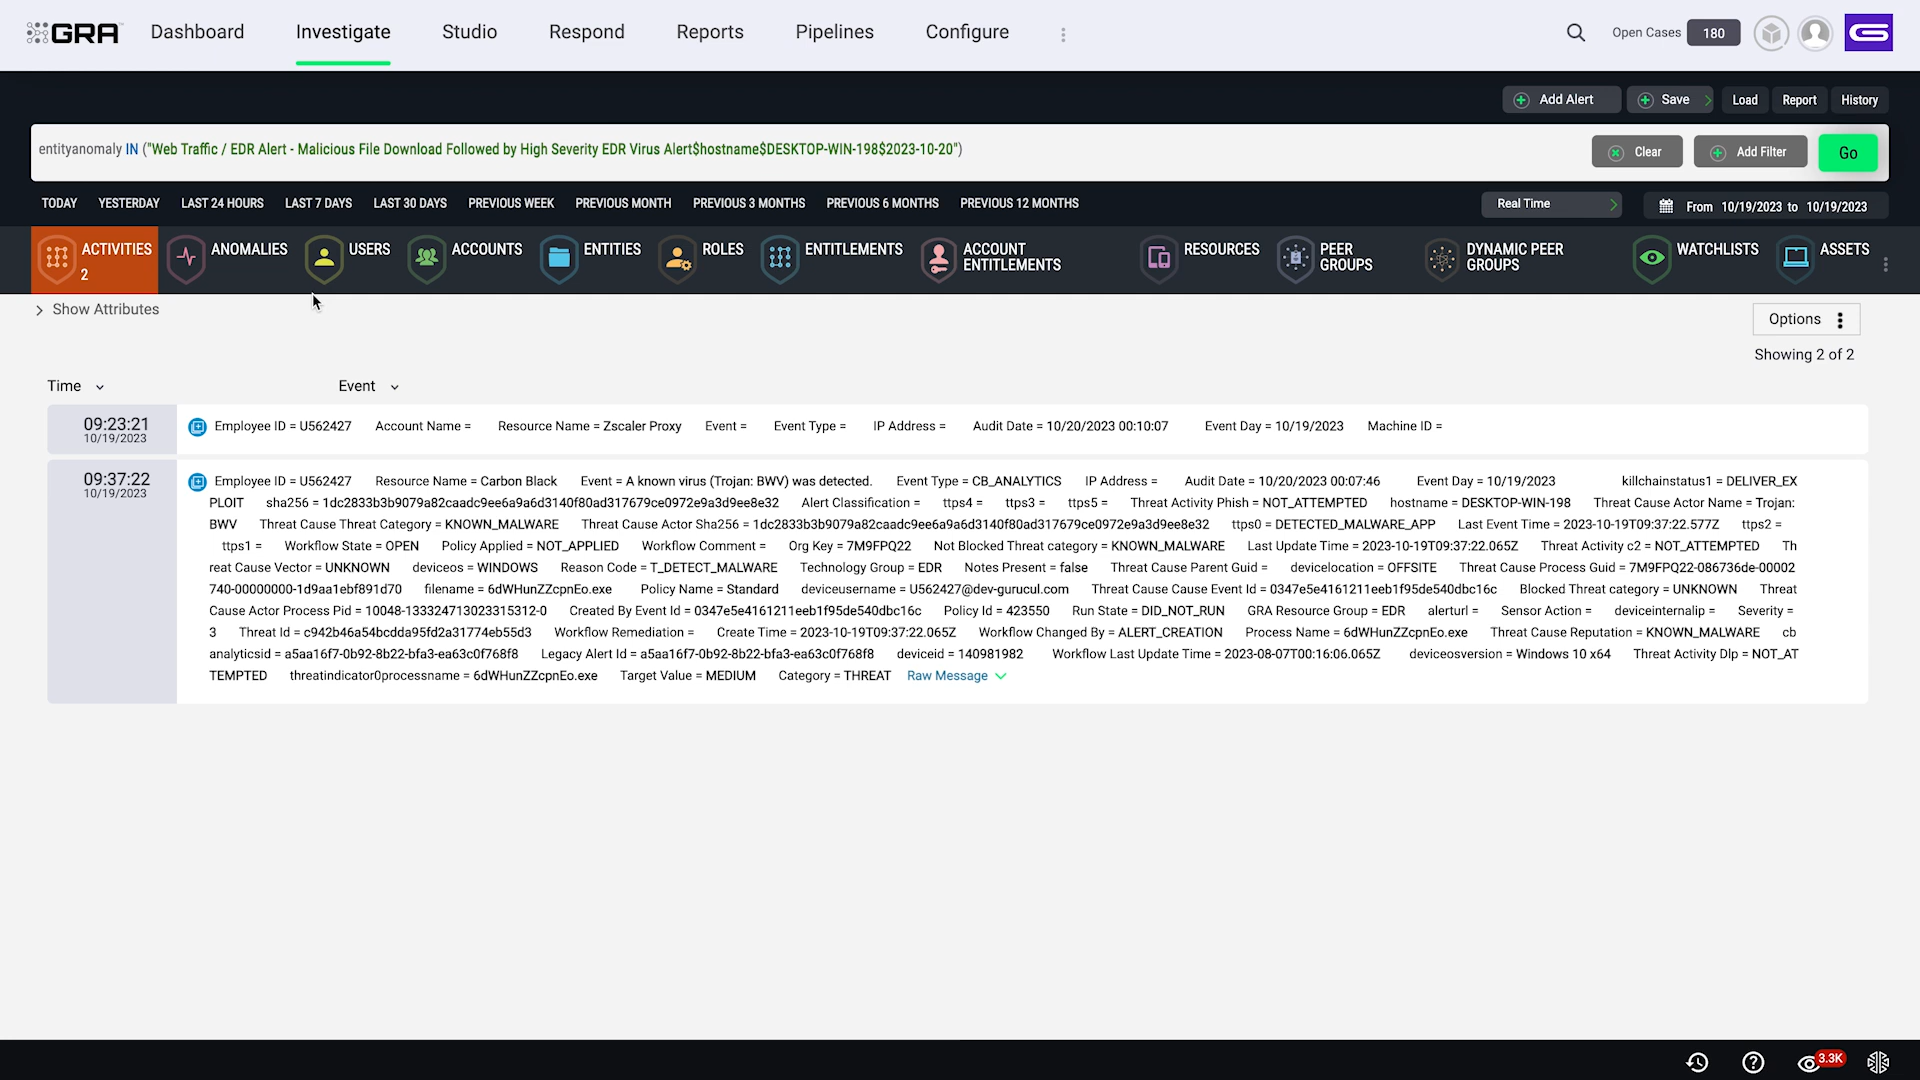 GRA Dashboard Investigate Studio Respond Reports Pipelines Configure Open Cases 180
Add Alert Save Load Report History
entityanomaly IN ("Web Traffic / EDR Alert - Malicious File Download Followed by High Severity EDR Virus Alert$hostname$DESKTOP-WIN-198$2023-10-20") Clear Add Filter Go
TODAY YESTERDAY LAST 24 HOURS LAST 7 DAYS LAST 30 DAYS PREVIOUS WEEK PREVIOUS MONTH PREVIOUS 3 MONTHS PREVIOUS 6 MONTHS PREVIOUS 12 MONTHS Real Time From 10/19/2023 to 10/19/2023
ACTIVITIES 2 ANOMALIES USERS ACCOUNTS ENTITIES ROLES ENTITLEMENTS ACCOUNT ENTITLEMENTS RESOURCES PEER GROUPS DYNAMIC PEER GROUPS WATCHLISTS ASSETS
Show Attributes
Options
Showing 2 of 2
Time Event
09:23:21
10/19/2023
Employee ID = U562427 Account Name = Resource Name = Zscaler Proxy Event = Event Type = IP Address = Audit Date = 10/20/2023 00:10:07 Event Day = 10/19/2023 Machine ID =
09:37:22
10/19/2023
Employee ID = U562427 Resource Name = Carbon Black Event = A known virus (Trojan: BWV) was detected. Event Type = CB_ANALYTICS IP Address = Audit Date = 10/20/2023 00:07:46 Event Day = 10/19/2023 killchainstatus1 = DELIVER_EX
PLOIT sha256 = 1dc2833b3b9079a82caadc9ee6a9a6d3140f80ad317679ce0972e9a3d9ee8e32 Alert Classification = ttps4 = ttps3 = ttps5 = Threat Activity Phish = NOT_ATTEMPTED hostname = DESKTOP-WIN-198 Threat Cause Actor Name = Trojan:
BWV Threat Cause Threat Category = KNOWN_MALWARE Threat Cause Actor Sha256 = 1dc2833b3b9079a82caadc9ee6a9a6d3140f80ad317679ce0972e9a3d9ee8e32 ttps0 = DETECTED_MALWARE_APP Last Event Time = 2023-10-19T09:37:22.577Z ttps2 =
ttps1 = Workflow State = OPEN Policy Applied = NOT_APPLIED Workflow Comment = Org Key = 7M9FPQ22 Not Blocked Threat category = KNOWN_MALWARE Last Update Time = 2023-10-19T09:37:22.065Z Threat Activity c2 = NOT_ATTEMPTED Th
reat Cause Vector = UNKNOWN deviceos = WINDOWS Reason Code = T_DETECT_MALWARE Technology Group = EDR Notes Present = false Threat Cause Parent Guid = devicelocation = OFFSITE Threat Cause Process Guid = 7M9FPQ22-086736de-00002
740-00000000-1d9aa1ebf891d70 filename = 6dWHunZZcpnEo.exe Policy Name = Standard deviceusername = U562427@dev-gurucul.com Threat Cause Cause Event Id = 0347e5e4161211eeb1f95de540dbc16c Blocked Threat category = UNKNOWN Threat
Cause Actor Process Pid = 10048-133324713023315312-0 Created By Event Id = 0347e5e4161211eeb1f95de540dbc16c Policy Id = 423550 Run State = DID_NOT_RUN GRA Resource Group = EDR alerturl = Sensor Action = deviceinternalip = Severity =
3 Threat Id = c942b46a54bcdda95fd2a31774eb55d3 Workflow Remediation = Create Time = 2023-10-19T09:37:22.065Z Workflow Changed By = ALERT_CREATION Process Name = 6dWHunZZcpnEo.exe Threat Cause Reputation = KNOWN_MALWARE cb
analyticsid = a5aa16f7-0b92-8b22-bfa3-ea63c0f768f8 Legacy Alert Id = a5aa16f7-0b92-8b22-bfa3-ea63c0f768f8 deviceid = 140981982 Workflow Last Update Time = 2023-08-07T00:16:06.065Z deviceosversion = Windows 10 x64 Threat Activity Dlp = NOT_AT
TEMPTED threatindicator0processname = 6dWHunZZcpnEo.exe Target Value = MEDIUM Category = THREAT Raw Message
3.3K